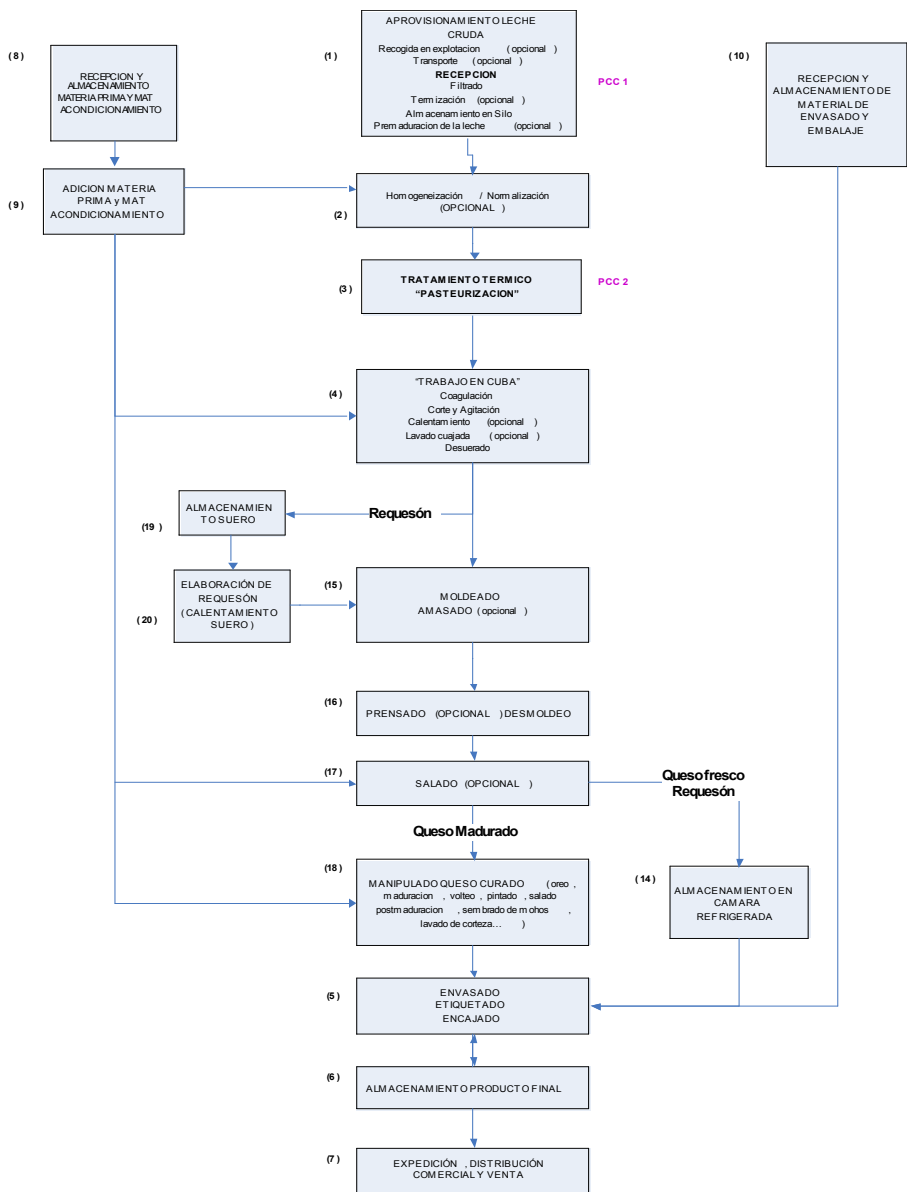 (8)
RECEPCION Y
ALMACENAMIENTO
MATERIA PRIMA Y MAT
ACONDICIONAMIENTO
(1)
APROVISIONAMIENTO LECHE
CRUDA
Recogida en explotacion (opcional)
Transporte (opcional)
RECEPCION
Filtrado
Termización (opcional)
Almacenamiento en Silo
Premaduracion de la leche (opcional)
PCC 1
(10)
RECEPCION Y
ALMACENAMIENTO DE
MATERIAL DE
ENVASADO Y
EMBALAJE
(9)
ADICION MATERIA
PRIMA y MAT
ACONDICIONAMIENTO
(2)
Homogeneización / Normalización
(OPCIONAL)
(3)
TRATAMIENTO TERMICO
“PASTEURIZACION”
PCC 2
(4)
“TRABAJO EN CUBA”
Coagulación
Corte y Agitación
Calentamiento (opcional)
Lavado cuajada (opcional)
Desuerado
Requesón
(19)
ALMACENAMIEN
TO SUERO
(20)
ELABORACIÓN DE
REQUESÓN
(CALENTAMIENTO
SUERO)
(15)
MOLDEADO
AMASADO (opcional)
(16)
PRENSADO (OPCIONAL) DESMOLDEO
(17)
SALADO (OPCIONAL)
Queso fresco
Requesón
Queso Madurado
(18)
MANIPULADO QUESO CURADO (oreo,
maduracion, volteo, pintado, salado
postmaduracion, sembrado de mohos,
lavado de corteza… )
(14)
ALMACENAMIENTO EN
CAMARA
REFRIGERADA
(5)
ENVASADO
ETIQUETADO
ENCAJADO
(6)
ALMACENAMIENTO PRODUCTO FINAL
(7)
EXPEDICIÓN, DISTRIBUCIÓN
COMERCIAL Y VENTA